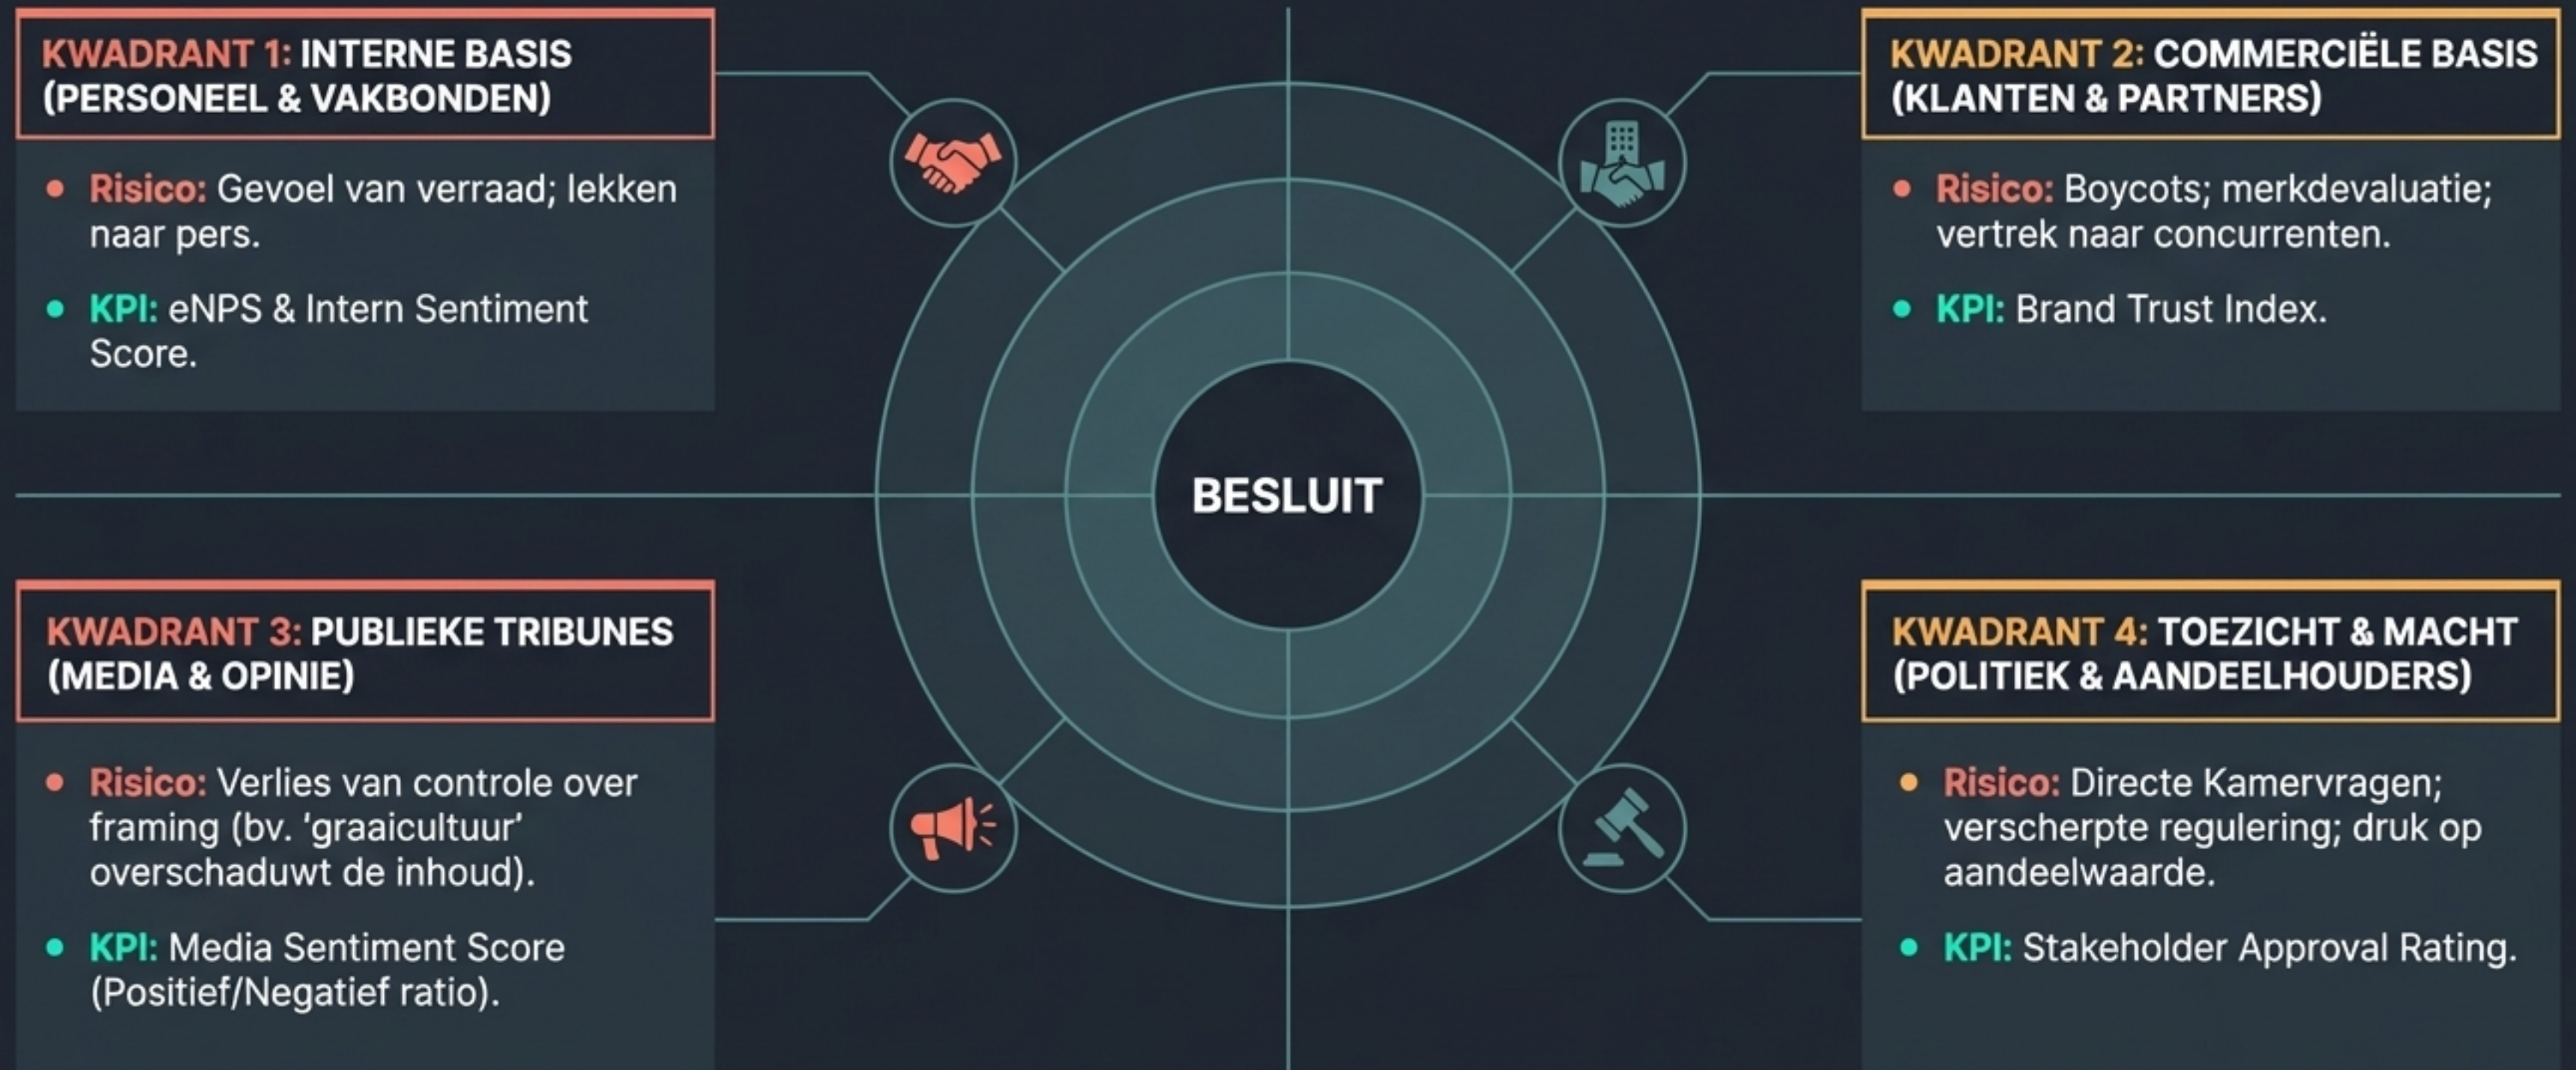 KWADRANT 1: INTERNE BASIS
(PERSONEEL & VAKBONDEN)
Risico: Gevoel van verraad; lekken
naar pers.
KPI: eNPS & Intern Sentiment
Score.
KWADRANT 2: COMMERCIËLE BASIS
(KLANTEN & PARTNERS)
Risico: Boycots; merkdevaluatie;
vertrek naar concurrenten.
KPI: Brand Trust Index.
BESLUIT
KWADRANT 3: PUBLIEKE TRIBUNES
(MEDIA & OPINIE)
Risico: Verlies van controle over
framing (bv. ‘graaicultuur’
overschaduwt de inhoud).
KPI: Media Sentiment Score
(Positief/Negatief ratio).
KWADRANT 4: TOEZICHT & MACHT
(POLITIEK & AANDEELHOUDERS)
Risico: Directe Kamervragen;
verscherpte regulering; druk op
aandeelwaarde.
KPI: Stakeholder Approval Rating.